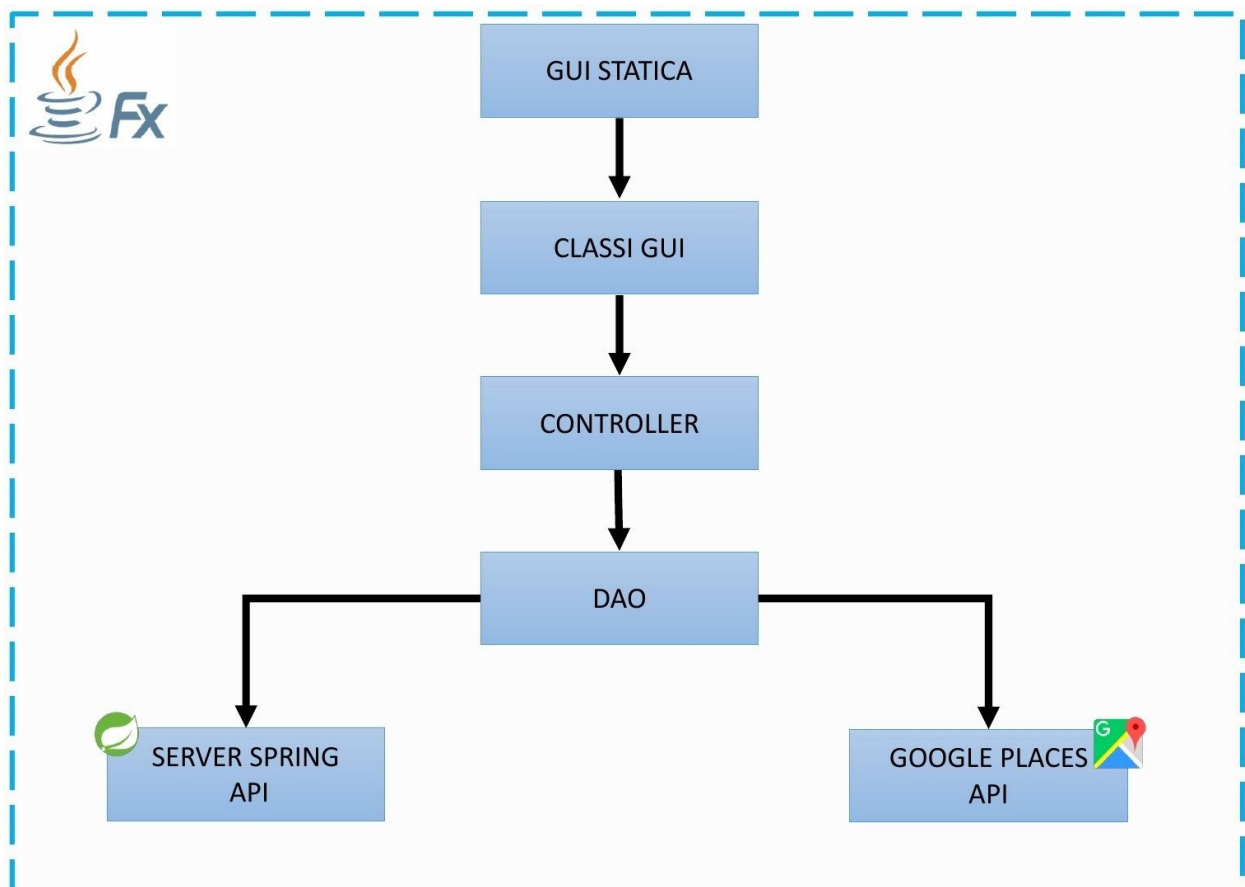 Fx
GUI STATICA
CLASSI GUI
CONTROLLER
DAO
SERVER SPRING
API
GOOGLE PLACES
API
G